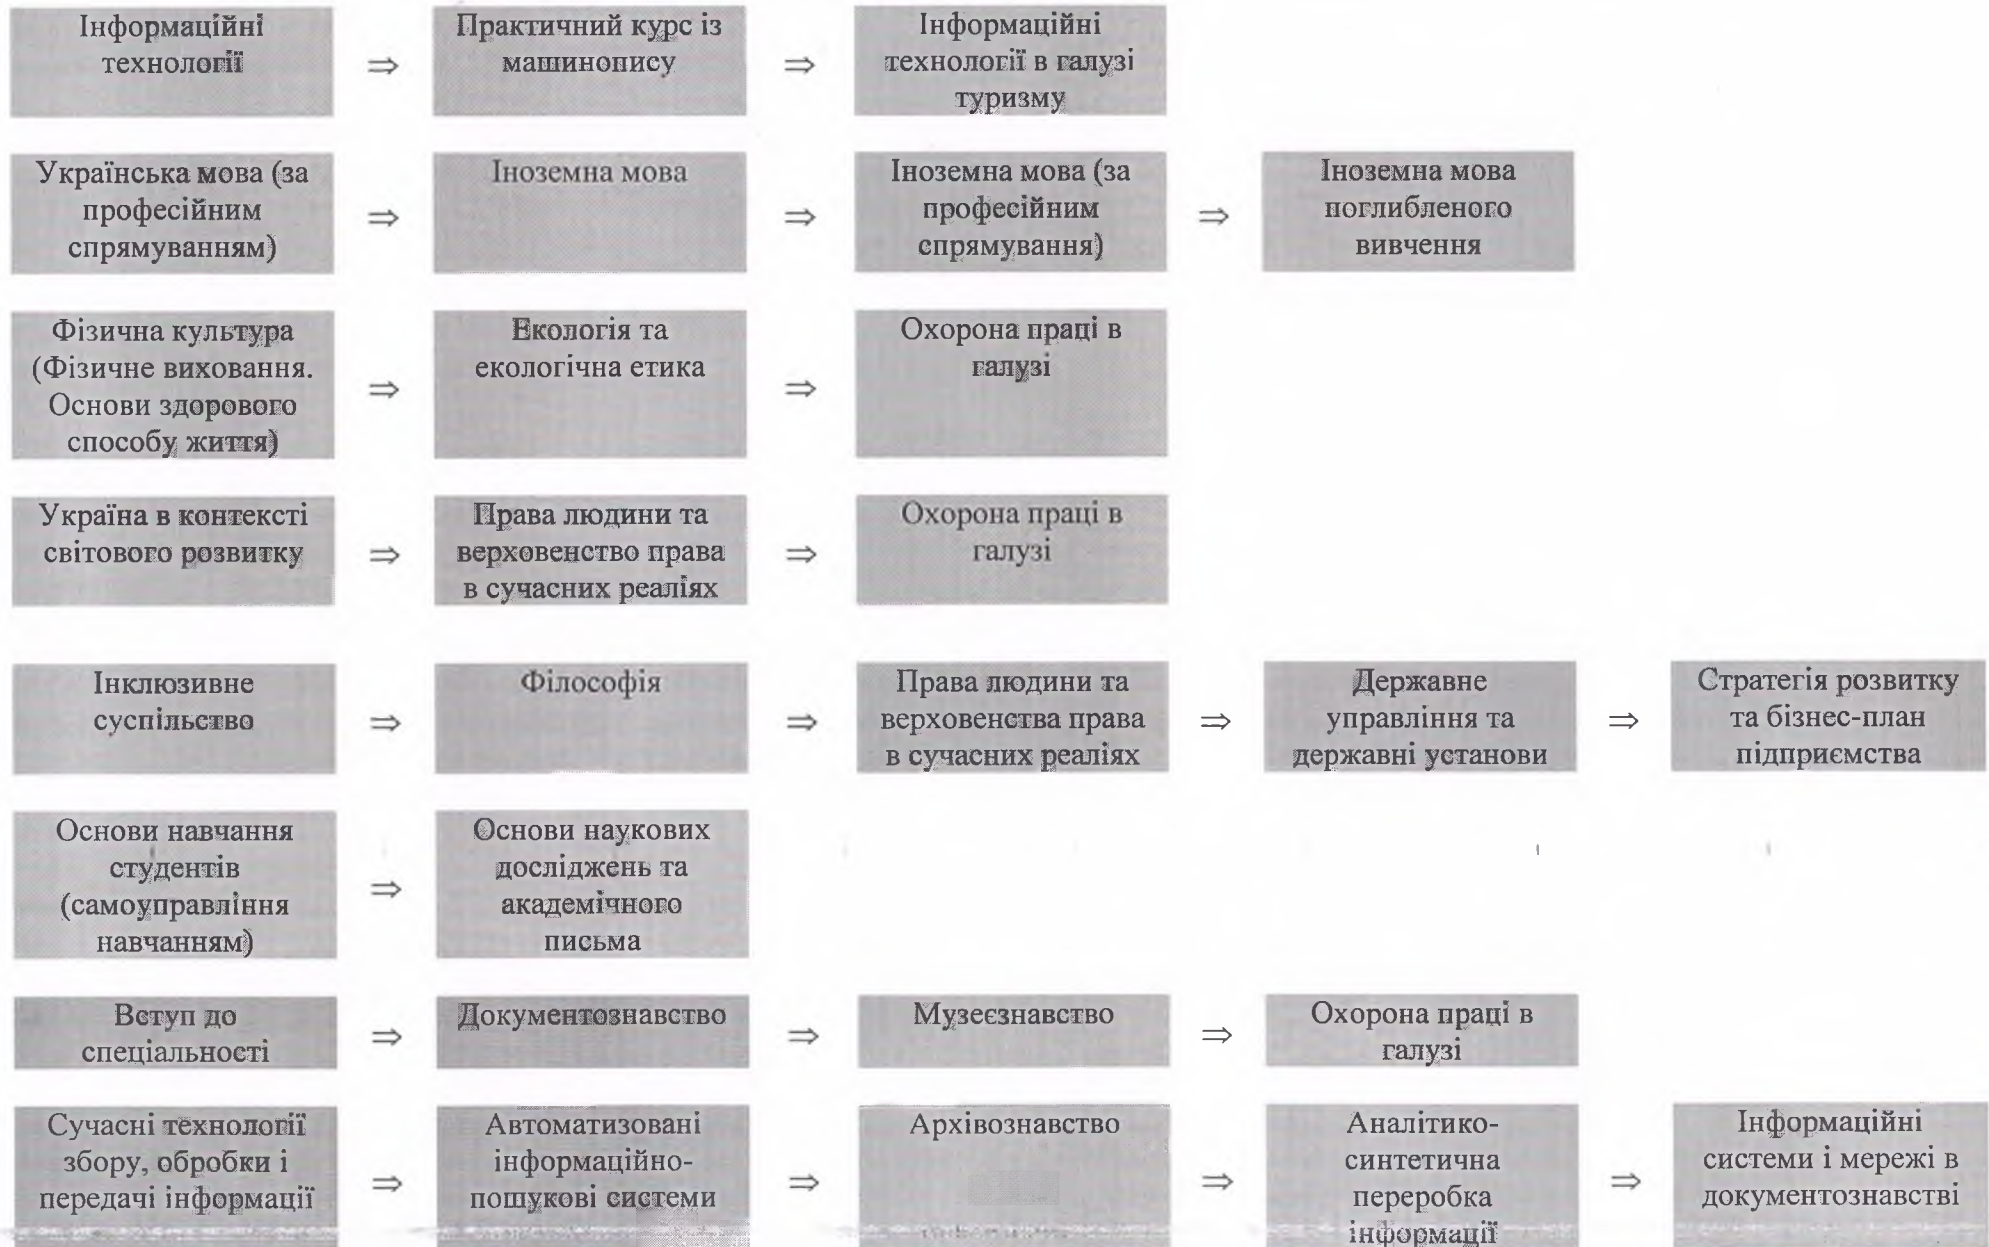 Інформаційні
технології
⇒
Практичний курс із
машинопису
⇒
Інформаційні
технології в галузі
туризму
Українська мова (за
професійним
спрямуванням)
⇒
Іноземна мова
⇒
Іноземна мова (за
професійним
спрямування)
⇒
Іноземна мова
поглибленого
вивчення
Фізична культура
(Фізичне виховання.
Основи здорового
способу життя)
⇒
Екологія та
екологічна етика
⇒
Охорона праці в
галузі
Україна в контексті
світового розвитку
⇒
Права людини та
верховенство права
в сучасних реаліях
⇒
Охорона праці в
галузі
Інклюзивне
суспільство
⇒
Філософія
⇒
Права людини та
верховенства права
в сучасних реаліях
⇒
Державне
управління та
державні установи
⇒
Стратегія розвитку
та бізнес-план
підприємства
Основи навчання
студентів
(самоуправління
навчанням)
⇒
Основи наукових
досліджень та
академічного
письма
Вступ до
спеціальності
⇒
Документознавство
⇒
Музеєзнавство
⇒
Охорона праці в
галузі
Сучасні технології
збору, обробки і
передачі інформації
⇒
Автоматизовані
інформаційно-
пошукові системи
⇒
Архівознавство
⇒
Аналітико-
синтетична
переробка
інформації
⇒
Інформаційні
системи і мережі в
документознавстві